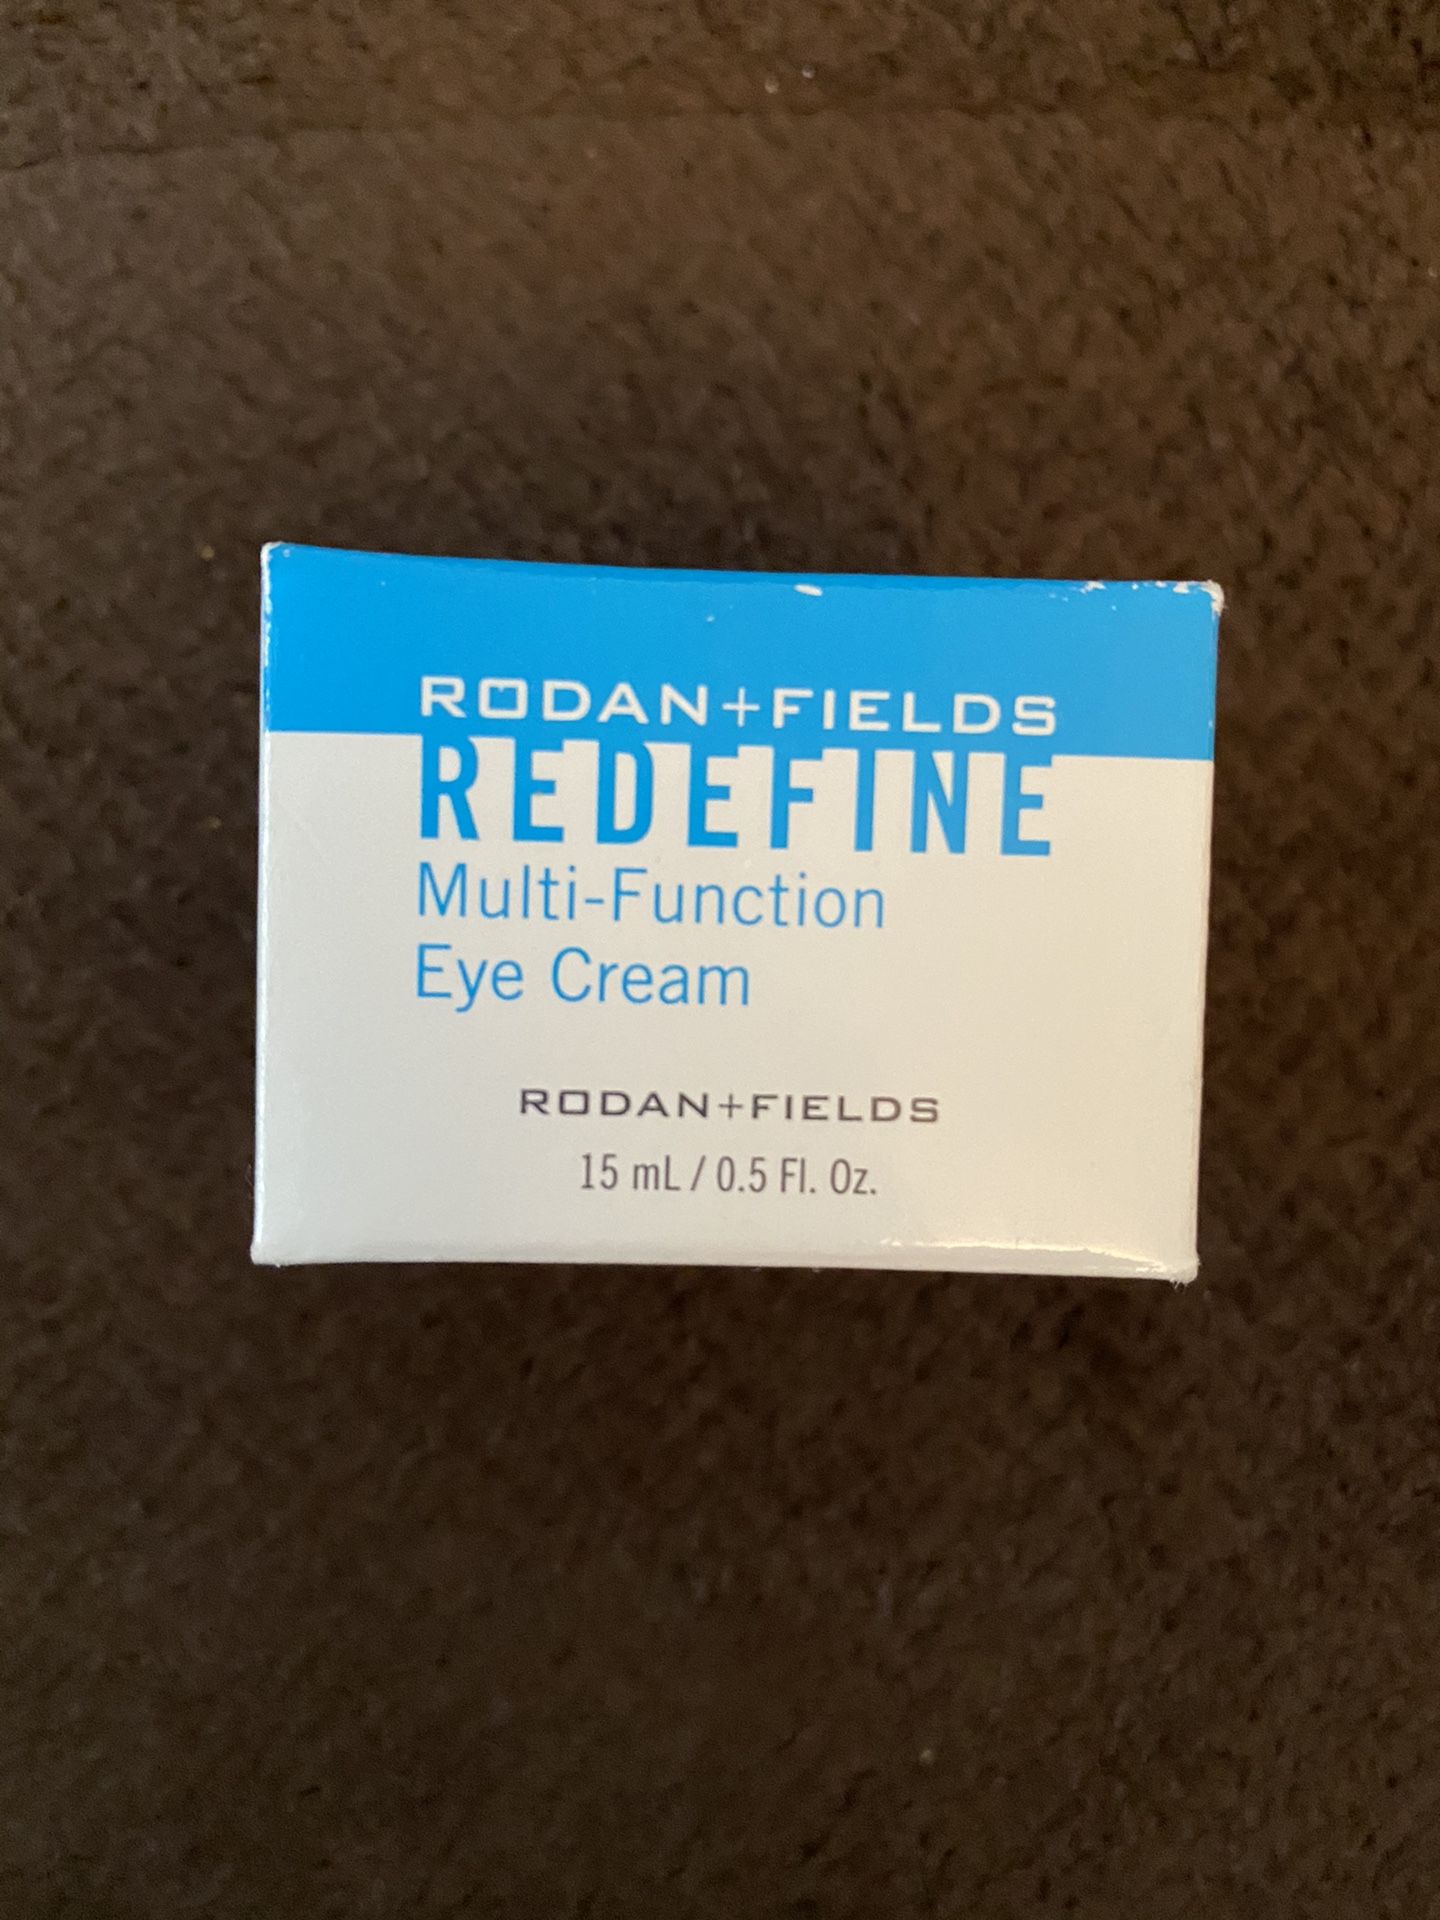 RODAN+FIELDS
REDEFINE
Multi-Function
Eye Cream
RODAN+FIELDS
15 mL / 0.5 Fl. Oz.